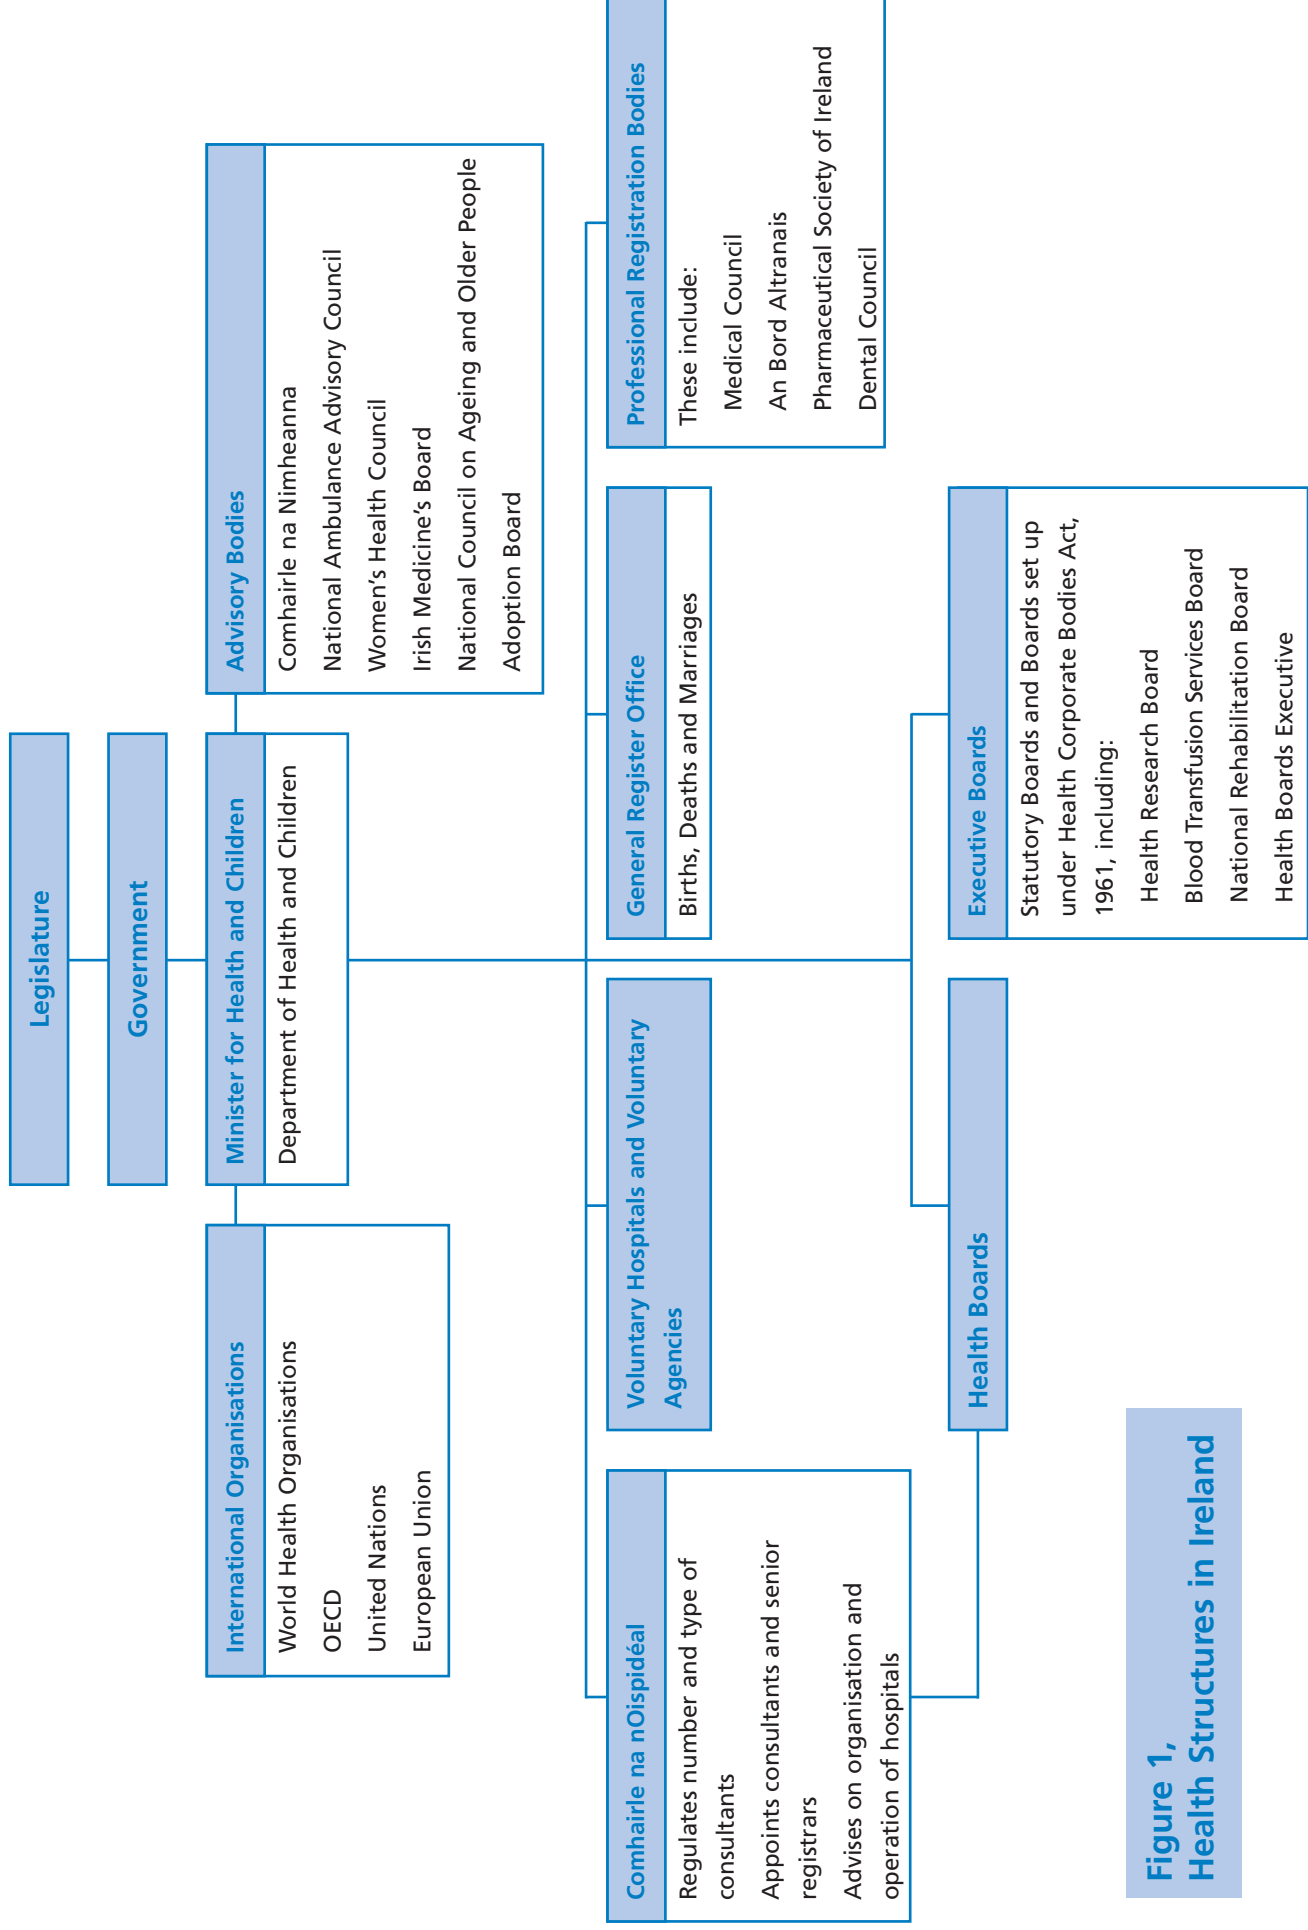 Legislature
Government
Minister for Health and Children
Department of Health and Children
International Organisations
World Health Organisations
OECD
United Nations
European Union
Advisory Bodies
Comhairle na Nimheanna
National Ambulance Advisory Council
Women's Health Council
Irish Medicine's Board
National Council on Ageing and Older People
Adoption Board
Comhairle na nOispidéal
Regulates number and type of
consultants
Appoints consultants and senior
registrars
Advises on organisation and
operation of hospitals
Voluntary Hospitals and Voluntary
Agencies
General Register Office
Births, Deaths and Marriages
Professional Registration Bodies
These include:
Medical Council
An Bord Altranais
Pharmaceutical Society of Ireland
Dental Council
Health Boards
Executive Boards
Statutory Boards and Boards set up
under Health Corporate Bodies Act,
1961, including:
Health Research Board
Blood Transfusion Services Board
National Rehabilitation Board
Health Boards Executive
Figure 1,
Health Structures in Ireland